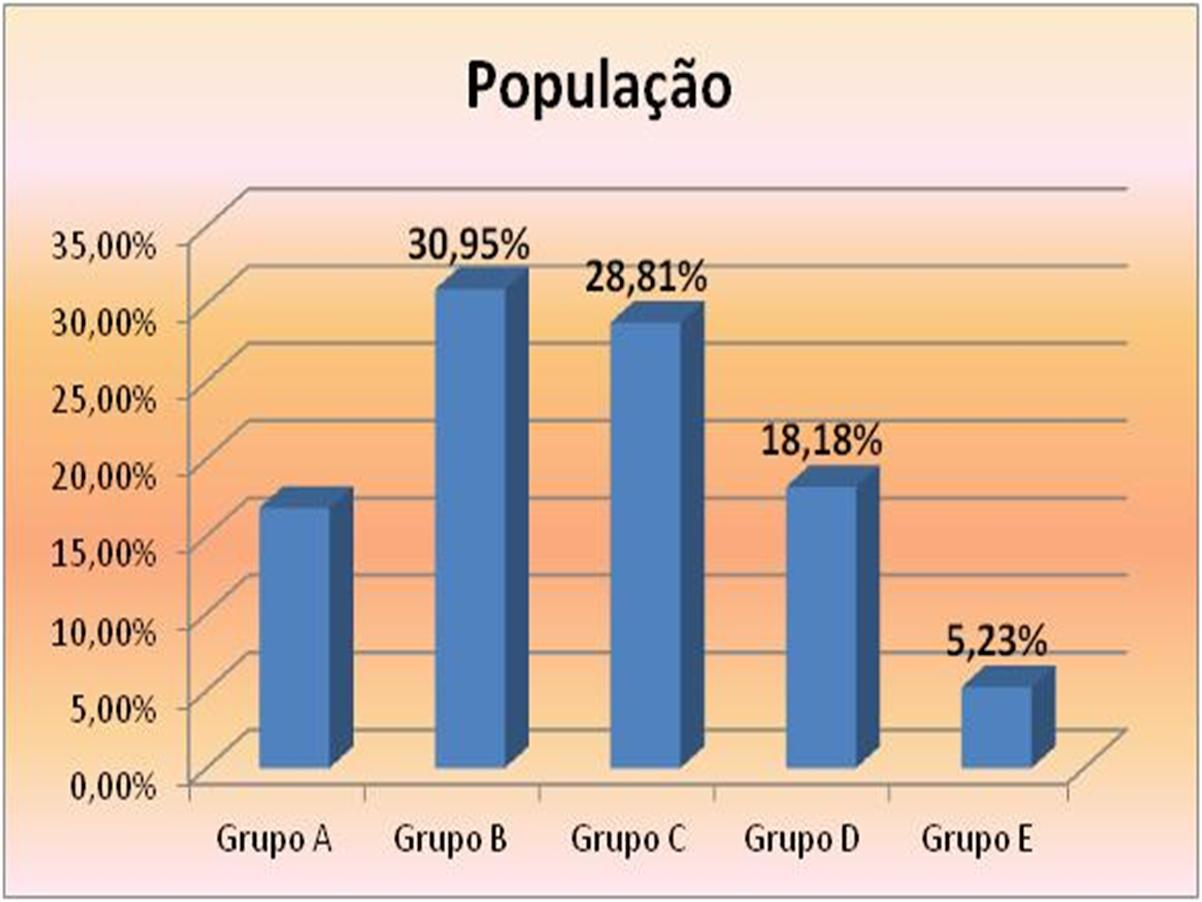 População
35,00%
30,00%
25,00%
20,00%
15,00%
10,00%
5,00%
0,00%
30,95%
28,81%
18,18%
5,23%
Grupo A
Grupo B
Grupo C
Grupo D
Grupo E